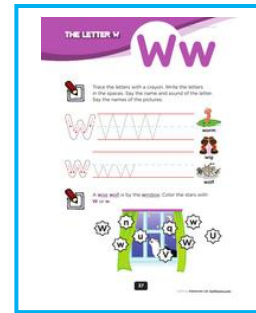 THE LETTER W
Ww
Trace the letters with a crayon. Write the letters
in the spaces. Say the name and sound of the letter.
Say the names of the pictures.
worm
wig
wolf
A wise wolf is by the window. Color the stars with
W or w.
n
w
W
u
q
w
w
v
W
U
37